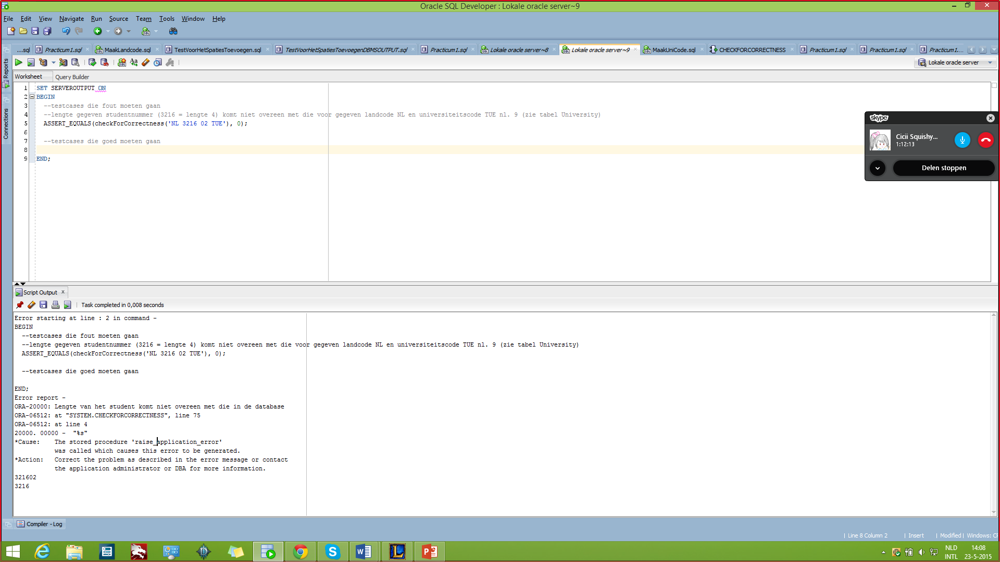 Oracle SQL Developer : Lokale oracle server~9
File Edit View Navigate Run Source Team Tools Window Help
...sql Practicum1.sql MaakLandcode.sql TestVoorHetSpatiesToevoegen.sql TestVoorHetSpatiesToevoegenDBMSOUTPUT.sql Practicum1.sql Lokale oracle server~8 Lokale oracle server~9 MaakUniCode.sql CHECKFORCORRECTNESS Practicum1.sql Practicum1.sql Practicum1....
Lokale oracle server
Reports
Connections
Worksheet Query Builder
1 SET SERVEROUTPUT ON
2 BEGIN
3 --testcases die fout moeten gaan
4 --lengte gegeven studentnummer (3216 = lengte 4) komt niet overeen met die voor gegeven landcode NL en universiteitscode TUE nl. 9 (zie tabel University)
5 ASSERT_EQUALS(checkForCorrectness('NL 3216 02 TUE'), 0);
6
7 --testcases die goed moeten gaan
8
9 END;
skype
Cicii Squishy...
1:12:13
Delen stoppen
Script Output
Task completed in 0,008 seconds
Error starting at line : 2 in command -
BEGIN
--testcases die fout moeten gaan
--lengte gegeven studentnummer (3216 = lengte 4) komt niet overeen met die voor gegeven landcode NL en universiteitscode TUE nl. 9 (zie tabel University)
ASSERT_EQUALS(checkForCorrectness('NL 3216 02 TUE'), 0);
--testcases die goed moeten gaan
END;
Error report -
ORA-20000: Lengte van het student komt niet overeen met die in de database
ORA-06512: at "SYSTEM.CHECKFORCORRECTNESS", line 75
ORA-06512: at line 4
20000. 00000 - "%s"
*Cause: The stored procedure 'raise_application_error'
was called which causes this error to be generated.
*Action: Correct the problem as described in the error message or contact
the application administrator or DBA for more information.
321602
3216
Compiler - Log
Line 8 Column 2 Insert Modified Windows: CF
NLD 14:08
INTL 23-5-2015